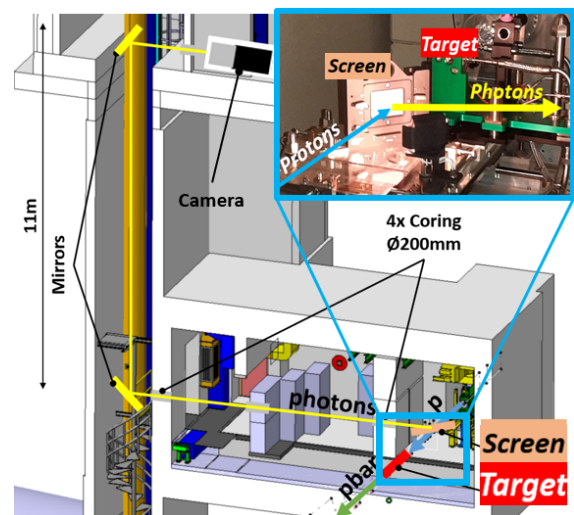 Target
Screen
Photons
Protons
Camera
4x Coring
Ø200mm
11m
Mirrors
photons
p
pbar
Screen
Target